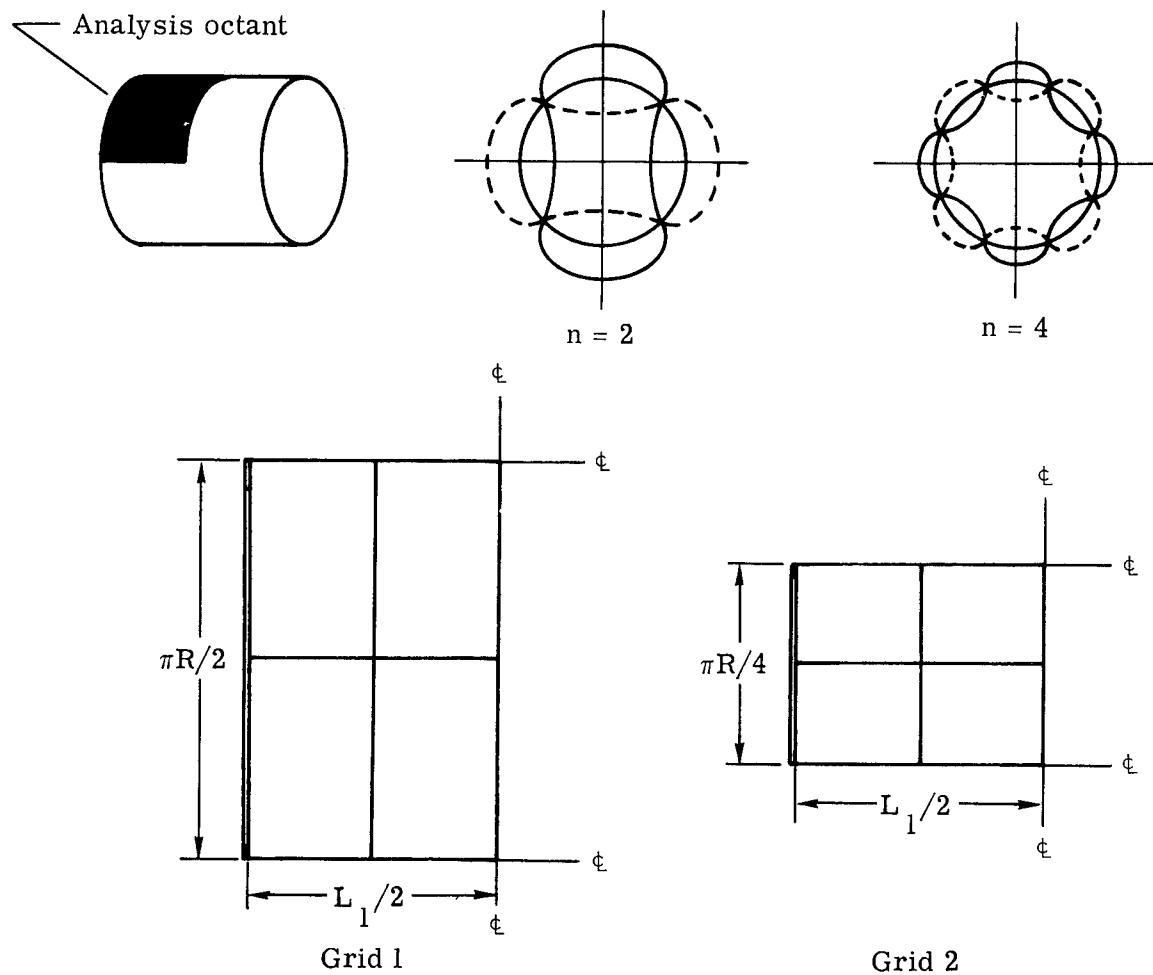 Analysis octant
n = 2
n = 4
℄
℄
℄
℄
πR/2
πR/4
℄
℄
L₁/2
L₁/2
℄
℄
Grid 1
Grid 2